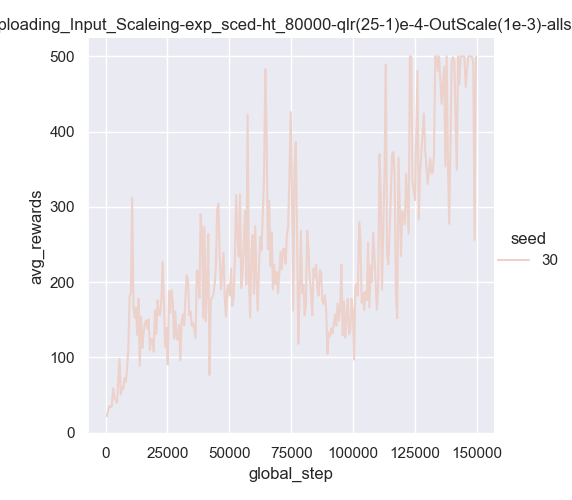 ploading_Input_Scaleing-exp_sced-ht_80000-qlr(25-1)e-4-OutScale(1e-3)-alls
500
400
300
200
100
0
avg_rewards
0 25000 50000 75000 100000 125000 150000
global_step
seed
30